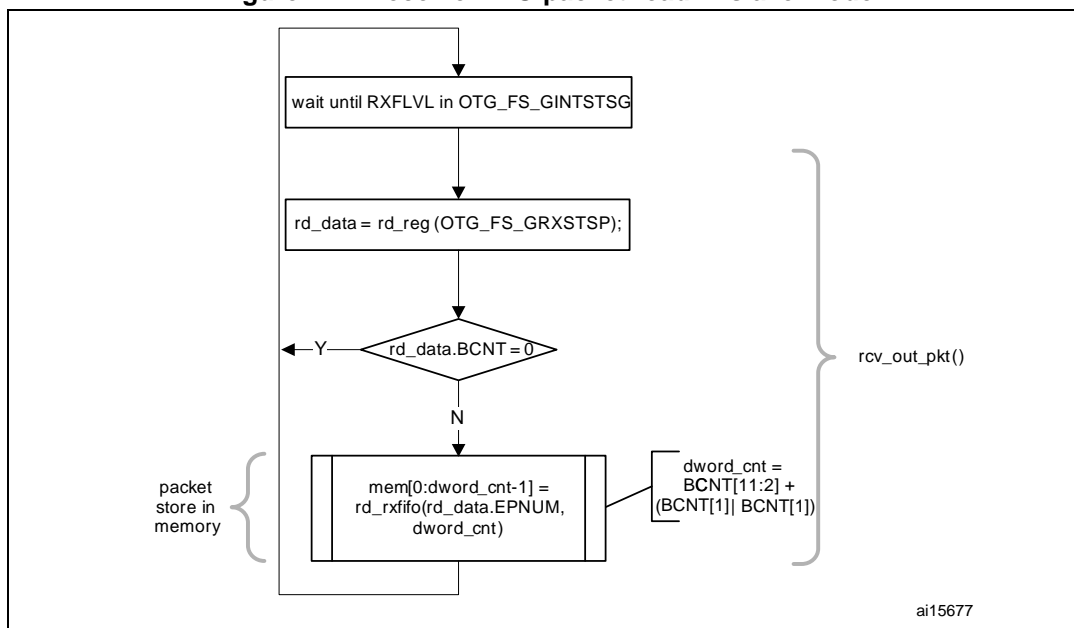 wait until RXFLVL in OTG_FS_GINTSTSG
rd_data = rd_reg (OTG_FS_GRXSTSP);
Y
rd_data.BCNT = 0
rcv_out_pkt()
N
packet
store in
memory
mem[0:dword_cnt-1] =
rd_rxfifo(rd_data.EPNUM,
dword_cnt)
dword_cnt =
BCNT[11:2] +
(BCNT[1] | BCNT[1])
ai15677